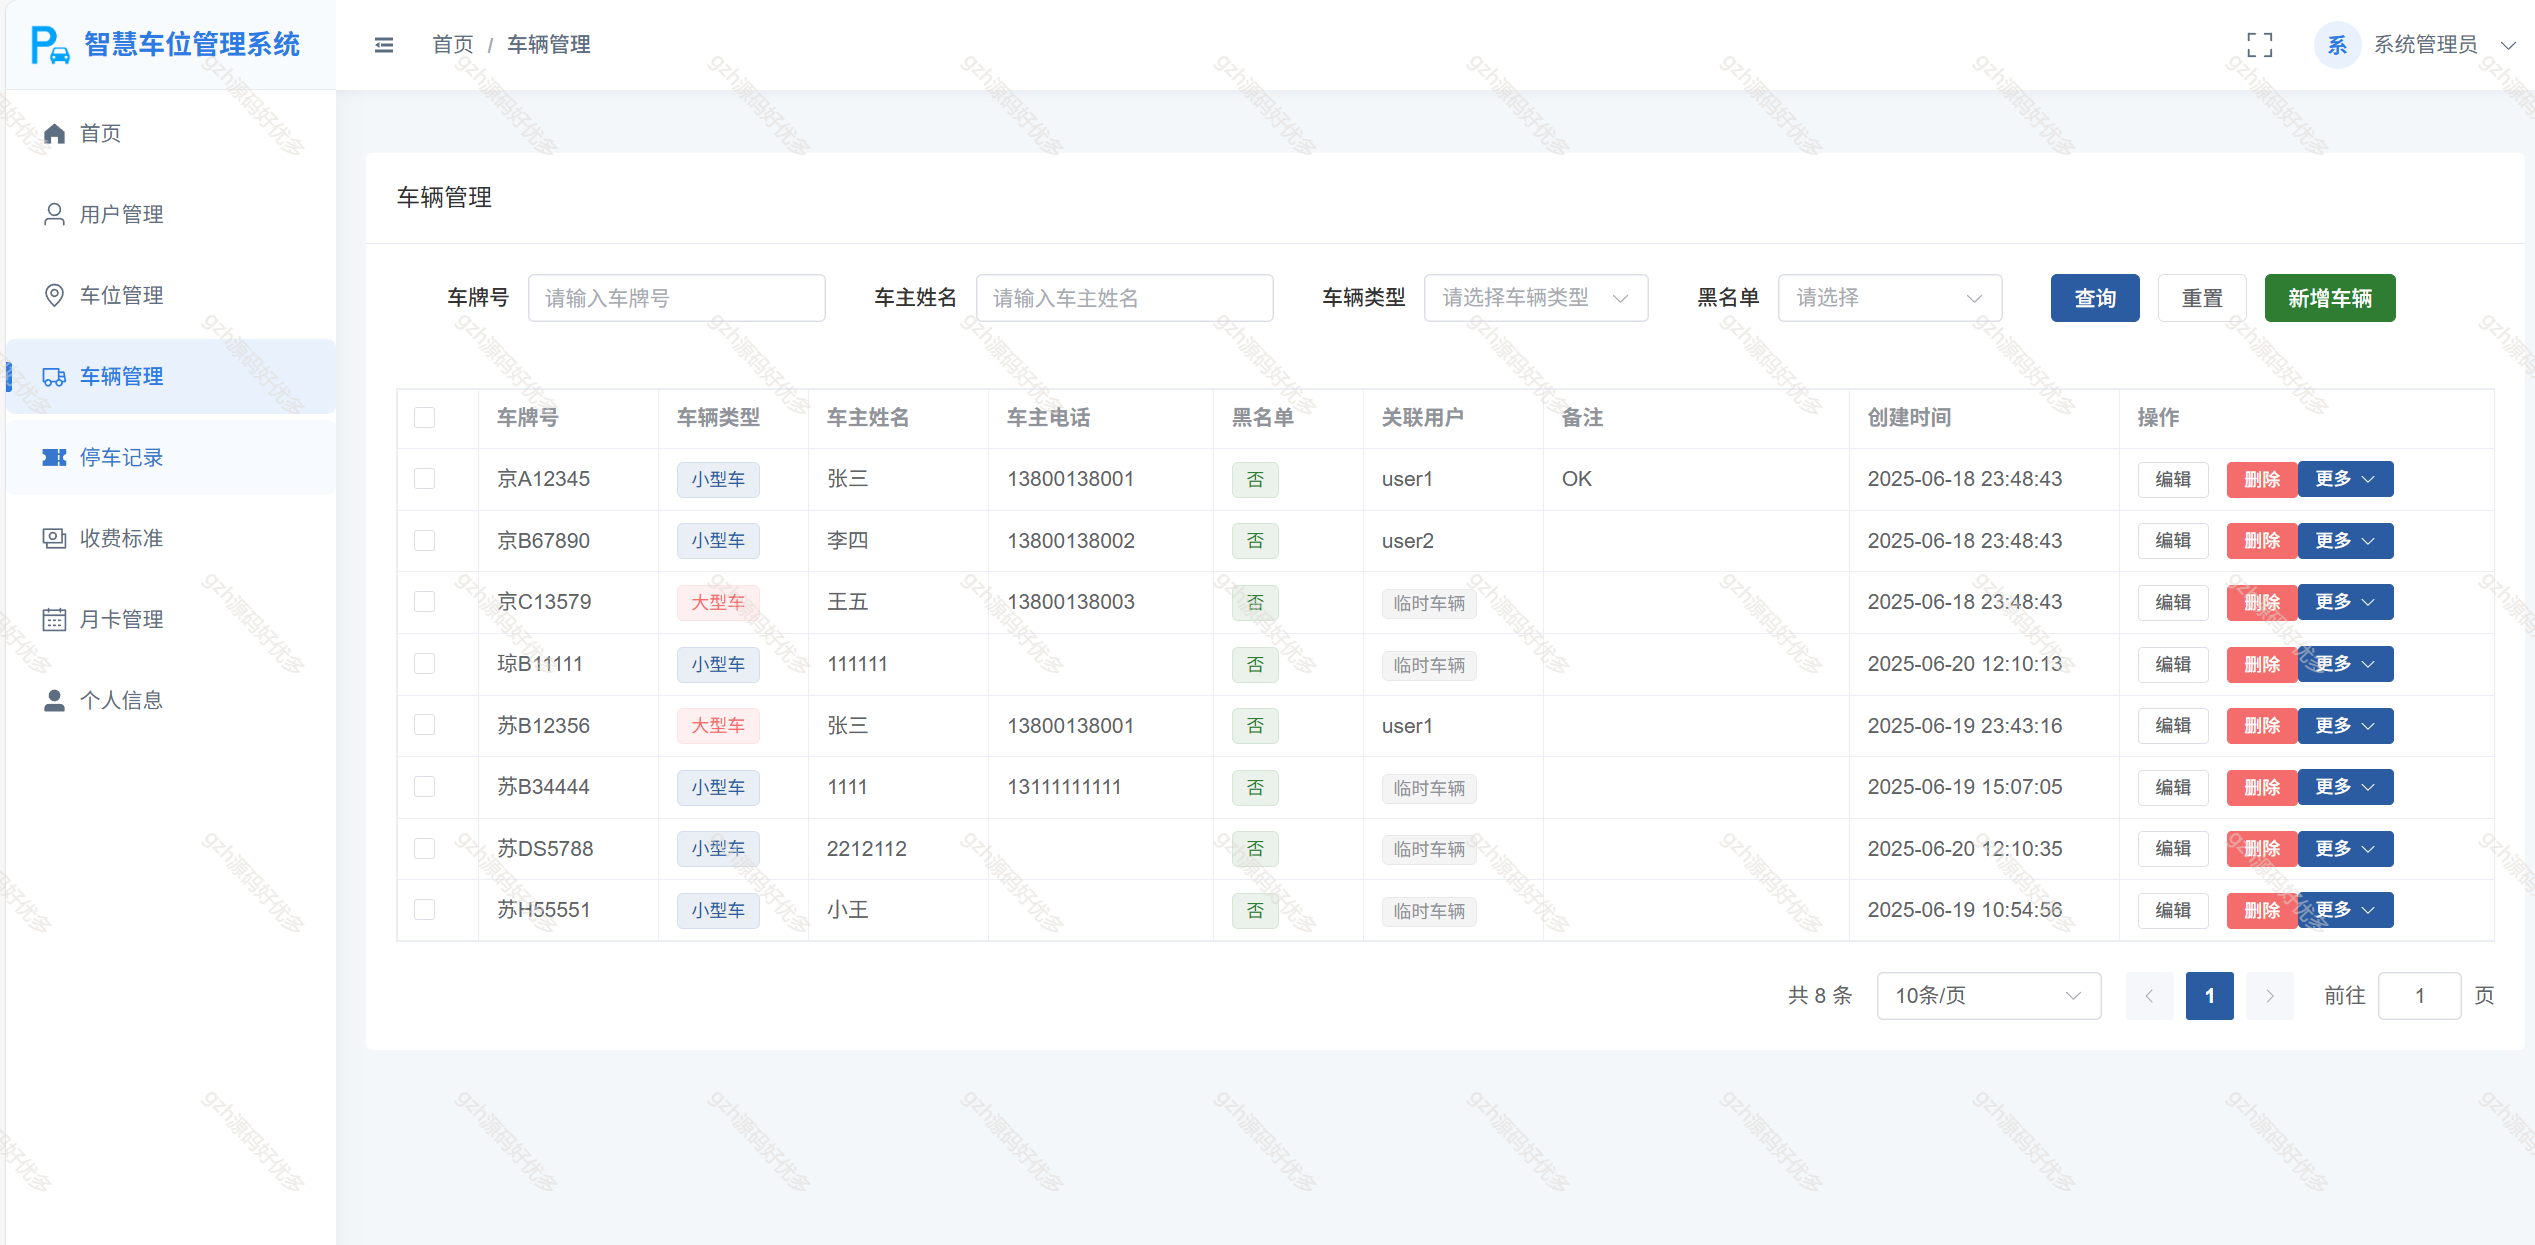 智慧车位管理系统
首页 / 车辆管理
系 系统管理员
首页
用户管理
车位管理
车辆管理
停车记录
收费标准
月卡管理
个人信息
车辆管理
车牌号 请输入车牌号 车主姓名 请输入车主姓名 车辆类型 请选择车辆类型 黑名单 请选择 查询 重置 新增车辆
车牌号 车辆类型 车主姓名 车主电话 黑名单 关联用户 备注 创建时间 操作
京A12345 小型车 张三 13800138001 否 user1 OK 2025-06-18 23:48:43 编辑 删除 更多
京B67890 小型车 李四 13800138002 否 user2 2025-06-18 23:48:43 编辑 删除 更多
京C13579 大型车 王五 13800138003 否 临时车辆 2025-06-18 23:48:43 编辑 删除 更多
琼B11111 小型车 111111 否 临时车辆 2025-06-20 12:10:13 编辑 删除 更多
苏B12356 大型车 张三 13800138001 否 user1 2025-06-19 23:43:16 编辑 删除 更多
苏B34444 小型车 1111 13111111111 否 临时车辆 2025-06-19 15:07:05 编辑 删除 更多
苏DS5788 小型车 2212112 否 临时车辆 2025-06-20 12:10:35 编辑 删除 更多
苏H55551 小型车 小王 否 临时车辆 2025-06-19 10:54:56 编辑 删除 更多
共 8 条 10条/页 1 前往 1 页
gzh源码好优多